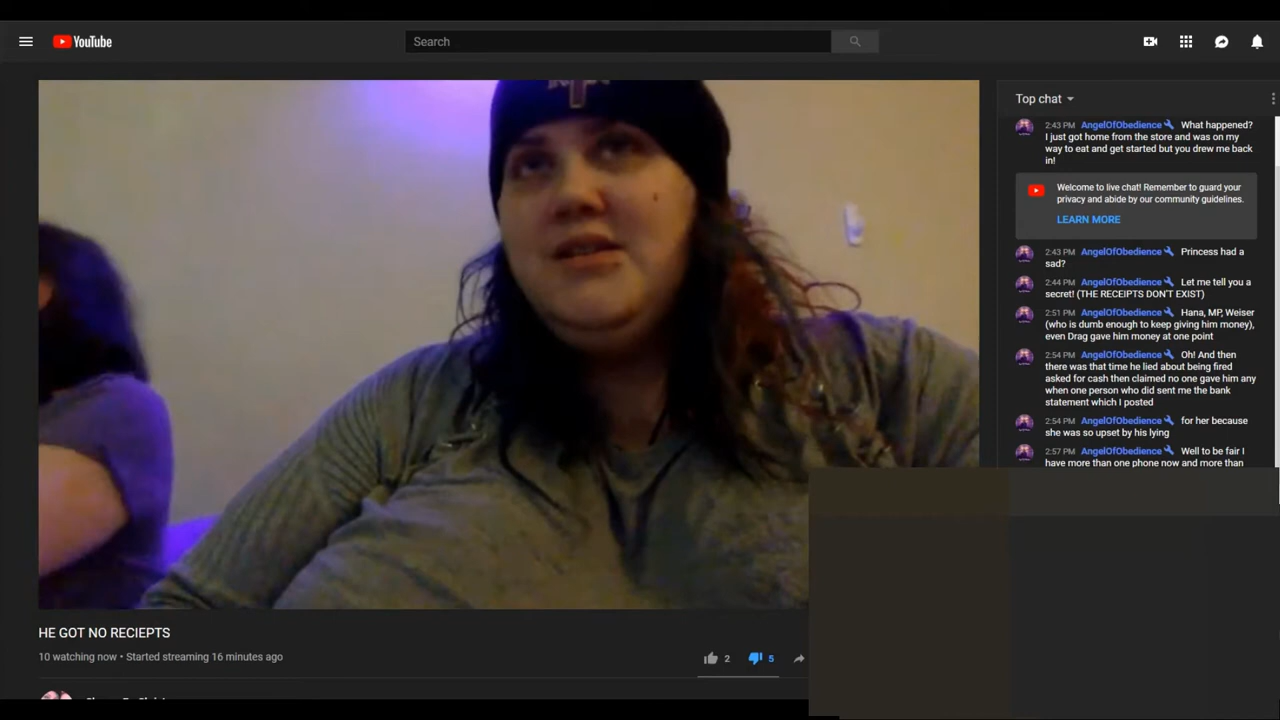 YouTube
Search
Top chat
2:43 PM AngelOfObedience What happened?
I just got home from the store and was on my
way to eat and get started but you drew me back
in!
Welcome to live chat! Remember to guard your
privacy and abide by our community guidelines.
LEARN MORE
2:43 PM AngelOfObedience Princess had a
sad?
2:44 PM AngelOfObedience Let me tell you a
secret! (THE RECEIPTS DON'T EXIST)
2:51 PM AngelOfObedience Hana, MP, Weiser
(who is dumb enough to keep giving him money),
even Drag gave him money at one point
2:54 PM AngelOfObedience Oh! And then
there was that time he lied about being fired
asked for cash then claimed no one gave him any
when one person who did sent me the bank
statement which I posted
2:54 PM AngelOfObedience for her because
she was so upset by his lying
2:57 PM AngelOfObedience Well to be fair I
have more than one phone now and more than
HE GOT NO RECIEPTS
10 watching now • Started streaming 16 minutes ago
2 5